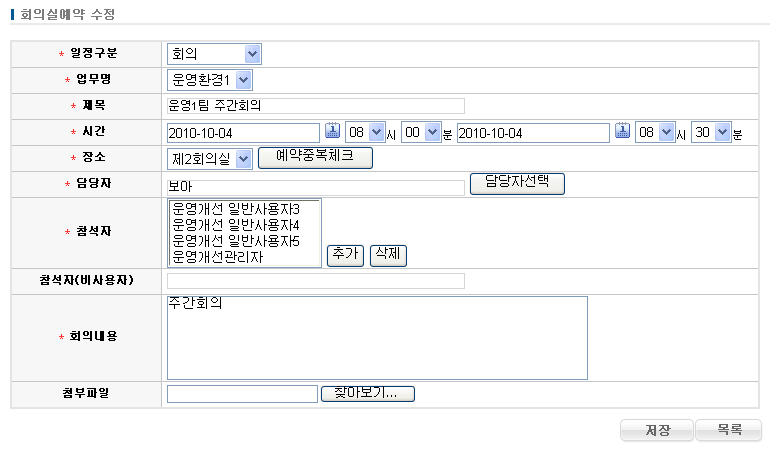 회의실예약 수정
* 일정구분 회의
* 업무명 운영환경1
* 제목 운영1팀 주간회의
* 시간 2010-10-04 08 시 00 분 2010-10-04 08 시 30 분
* 장소 제2회의실 예약중복체크
* 담당자 보아 담당자선택
* 참석자
운영개선 일반사용자3
운영개선 일반사용자4
운영개선 일반사용자5
운영개선관리자
추가 삭제
참석자(비사용자)
* 회의내용
주간회의
첨부파일 찾아보기...
저장 목록